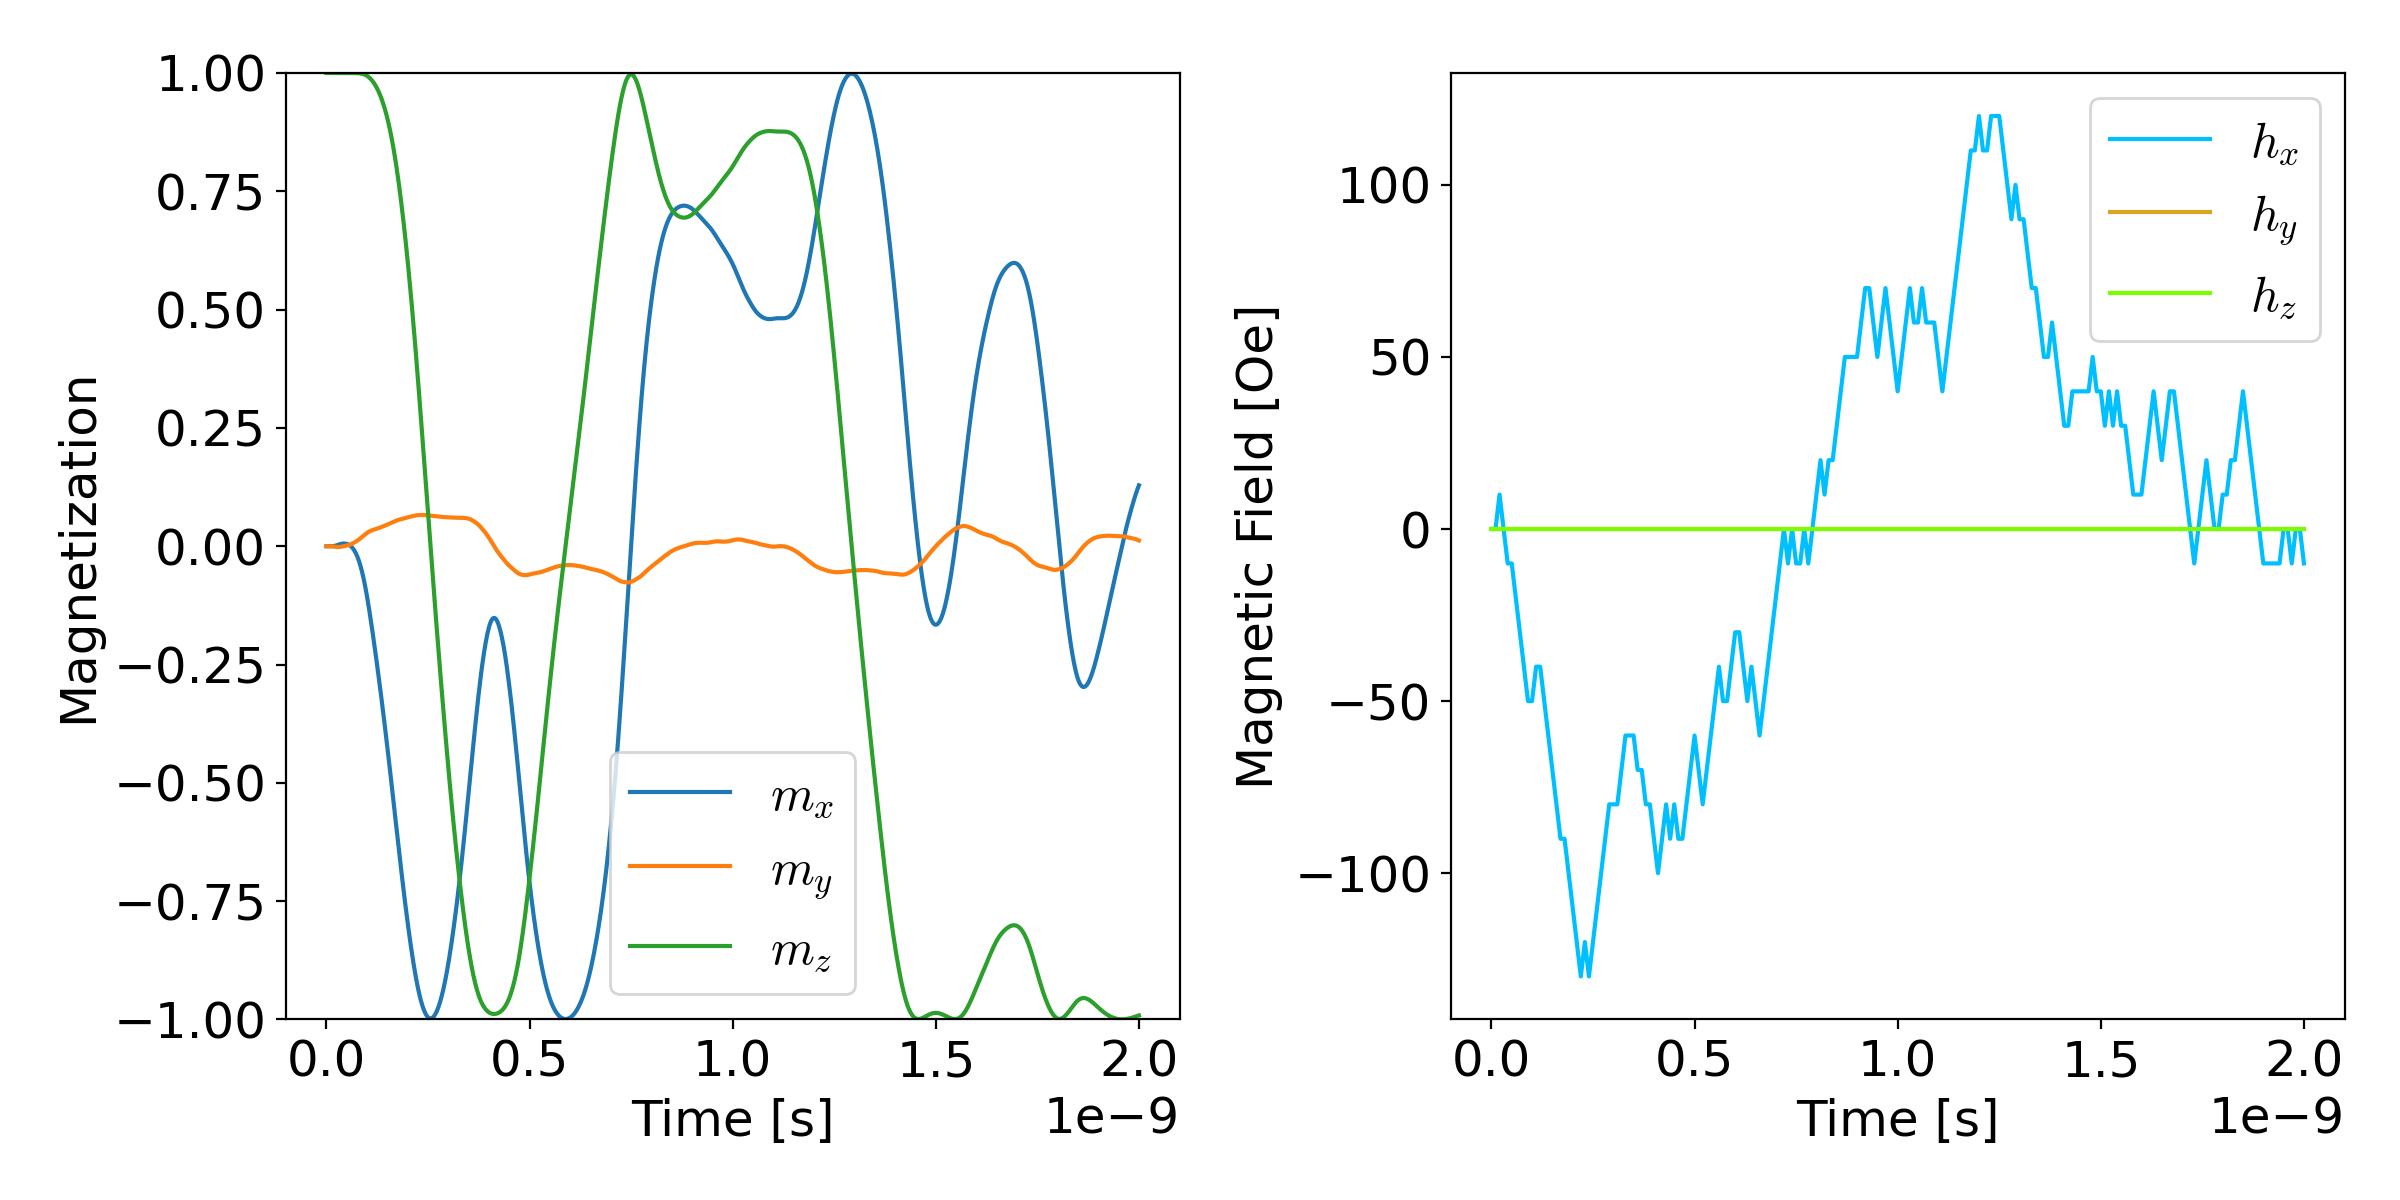 Magnetization
1.00
0.75
0.50
0.25
0.00
−0.25
−0.50
−0.75
−1.00
m_x
m_y
m_z
0.0 0.5 1.0 1.5 2.0
Time [s]
1e−9
Magnetic Field [Oe]
100
50
0
−50
−100
h_x
h_y
h_z
0.0 0.5 1.0 1.5 2.0
Time [s]
1e−9